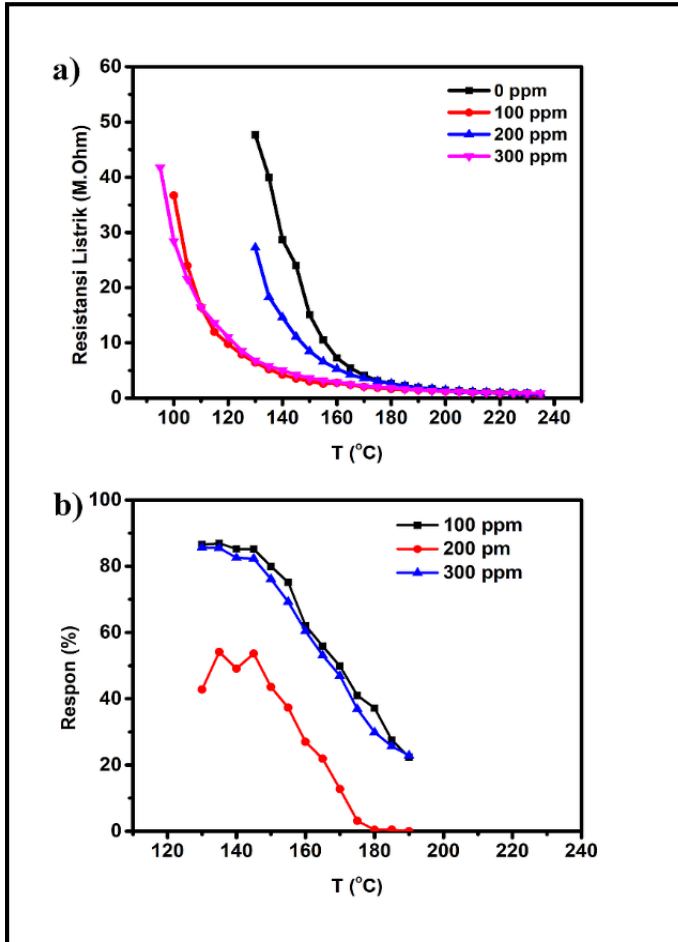 a)
60
50
40
30
20
10
0
Resistansi Listrik (M.Ohm)
0 ppm
100 ppm
200 ppm
300 ppm
100 120 140 160 180 200 220 240
T (°C)
b)
100
80
60
40
20
0
Respon (%)
100 ppm
200 pm
300 ppm
120 140 160 180 200 220 240
T (°C)